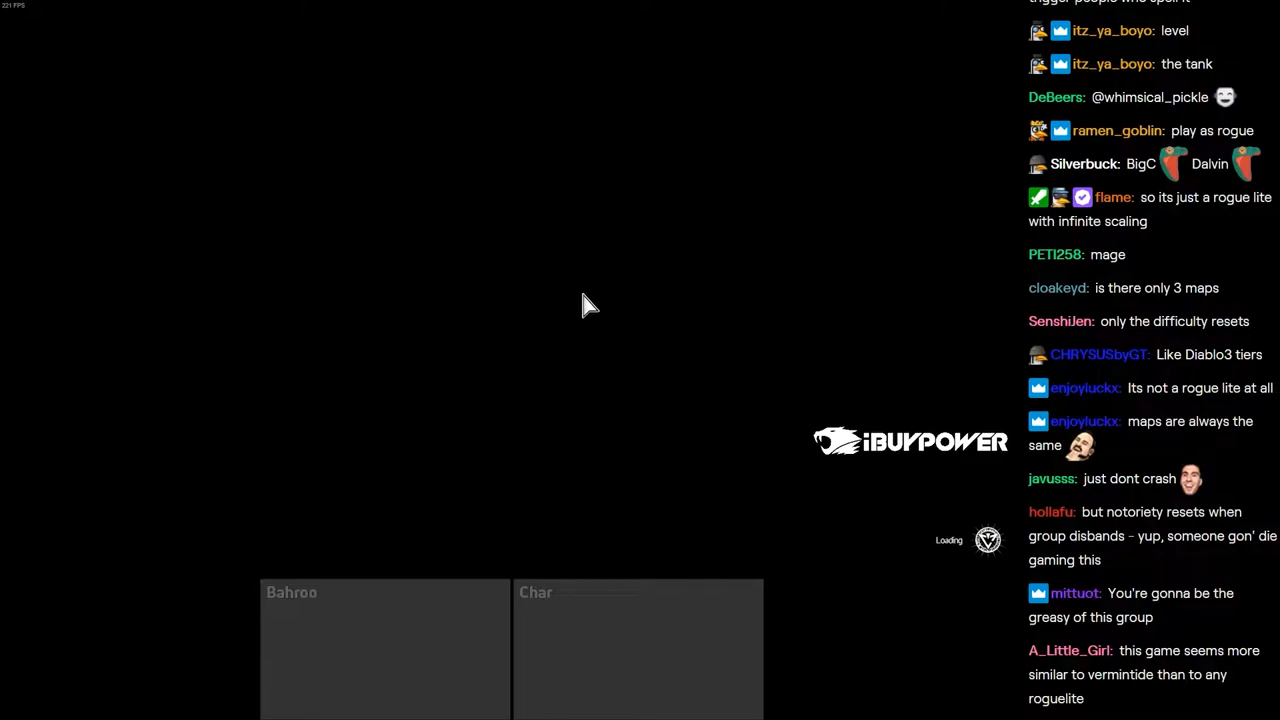 221 FPS
trigger people who spell it
itz_ya_boyo: level
itz_ya_boyo: the tank
DeBeers: @whimsical_pickle
ramen_goblin: play as rogue
Silverbuck: BigC Dalvin
flame: so its just a rogue lite
with infinite scaling
PETI258: mage
cloakeyd: is there only 3 maps
SenshiJen: only the difficulty resets
CHRYSUSbyGT: Like Diablo3 tiers
enjoyluckx: Its not a rogue lite at all
enjoyluckx: maps are always the
same
javusss: just dont crash
hollafu: but notoriety resets when
group disbands - yup, someone gon' die
gaming this
mittuot: You're gonna be the
greasy of this group
A_Little_Girl: this game seems more
similar to vermintide than to any
roguelite
iBUYPOWER
Loading
Bahroo
Char